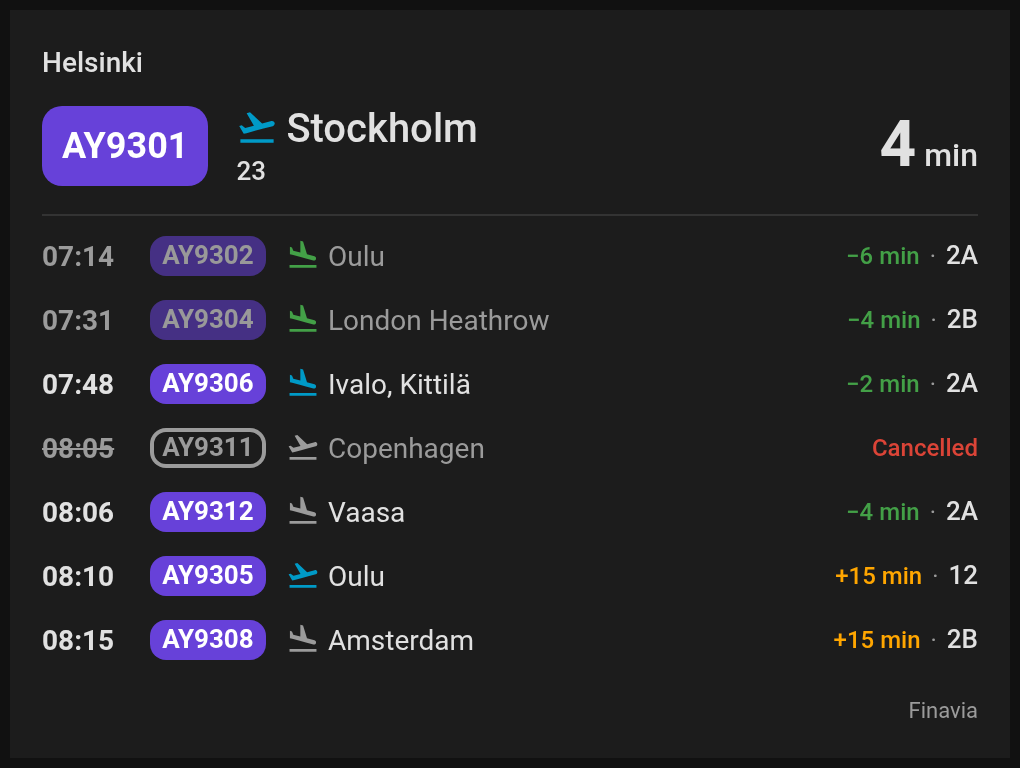 Helsinki
AY9301 Stockholm
23
4 min
07:14 AY9302 Oulu −6 min · 2A
07:31 AY9304 London Heathrow −4 min · 2B
07:48 AY9306 Ivalo, Kittilä −2 min · 2A
08:05 AY9311 Copenhagen Cancelled
08:06 AY9312 Vaasa −4 min · 2A
08:10 AY9305 Oulu +15 min · 12
08:15 AY9308 Amsterdam +15 min · 2B
Finavia